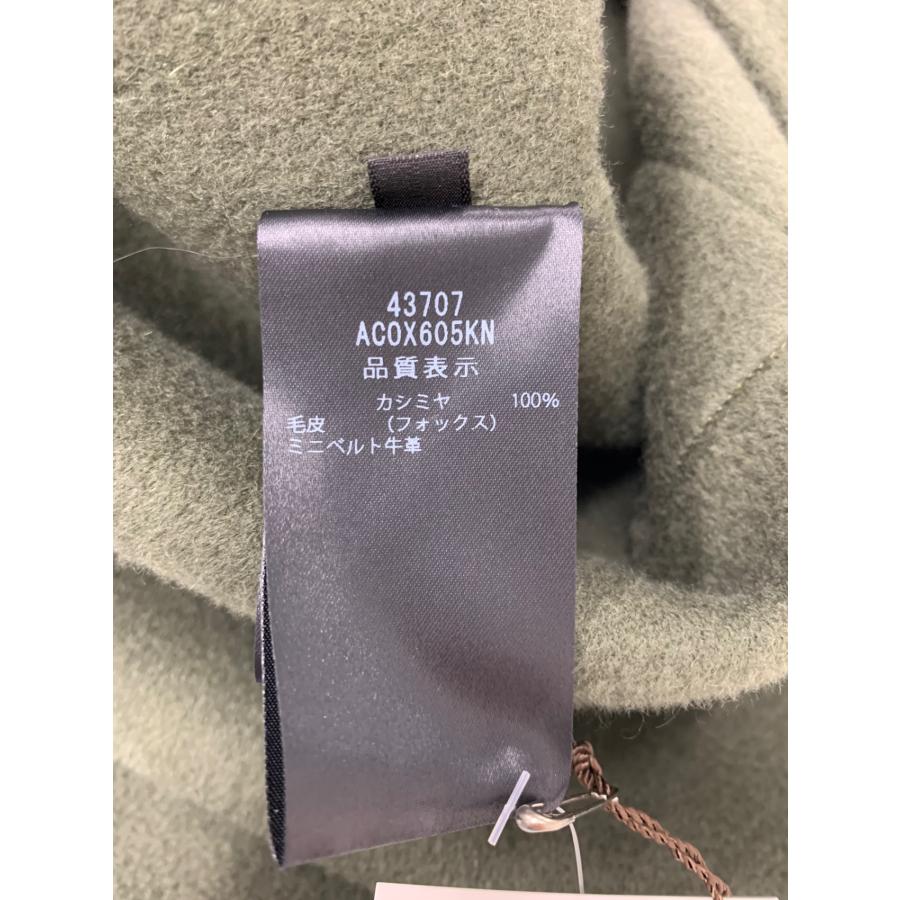 43707
ACOX605KN
品質表示
カシミヤ 100%
毛皮 (フォックス)
ミニベルト牛革